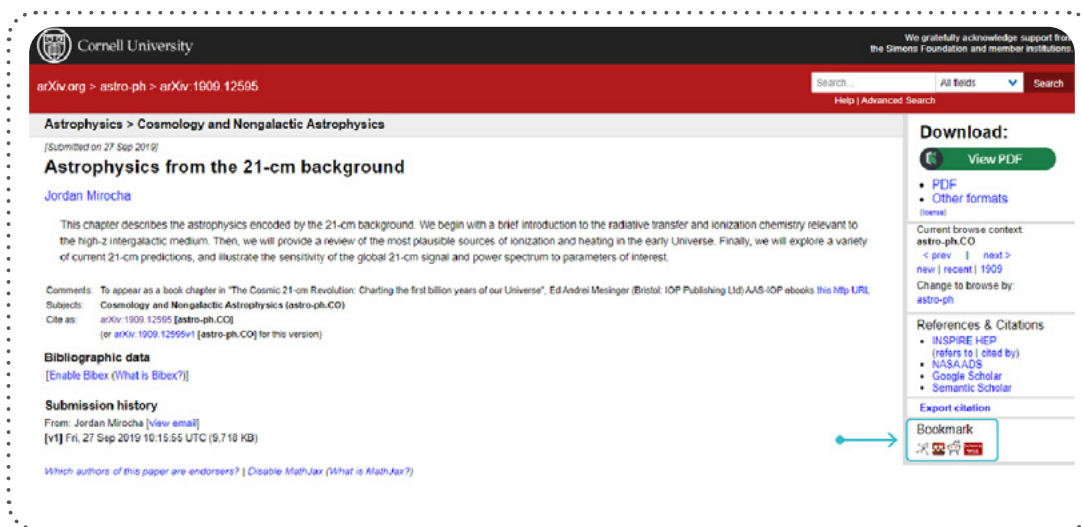 Cornell University
We gratefully acknowledge support from
the Simons Foundation and member institutions.
arXiv.org > astro-ph > arXiv:1909.12595
Search...
All fields
Search
Help | Advanced Search
Astrophysics > Cosmology and Nongalactic Astrophysics
[Submitted on 27 Sep 2019]
Astrophysics from the 21-cm background
Jordan Mirocha
This chapter describes the astrophysics encoded by the 21-cm background. We begin with a brief introduction to the radiative transfer and ionization chemistry relevant to
the high-z intergalactic medium. Then, we will provide a review of the most plausible sources of ionization and heating in the early Universe. Finally, we will explore a variety
of current 21-cm predictions, and illustrate the sensitivity of the global 21-cm signal and power spectrum to parameters of interest.
Comments: To appear as a book chapter in "The Cosmic 21-cm Revolution: Charting the first billion years of our Universe", Ed Andrei Mesinger (Bristol: IOP Publishing Ltd) AAS-IOP ebooks this http URL
Subjects: Cosmology and Nongalactic Astrophysics (astro-ph.CO)
Cite as: arXiv:1909.12595 [astro-ph.CO]
(or arXiv:1909.12595v1 [astro-ph.CO] for this version)
Bibliographic data
[Enable Bibex (What is Bibex?)]
Submission history
From: Jordan Mirocha [view email]
[v1] Fri, 27 Sep 2019 10:15:55 UTC (9,718 KB)
Which authors of this paper are endorsers? | Disable MathJax (What is MathJax?)
Download:
View PDF
PDF
Other formats
(license)
Current browse context:
astro-ph.CO
< prev | next >
new | recent | 1909
Change to browse by:
astro-ph
References & Citations
INSPIRE HEP
(refers to | cited by)
NASA ADS
Google Scholar
Semantic Scholar
Export citation
Bookmark